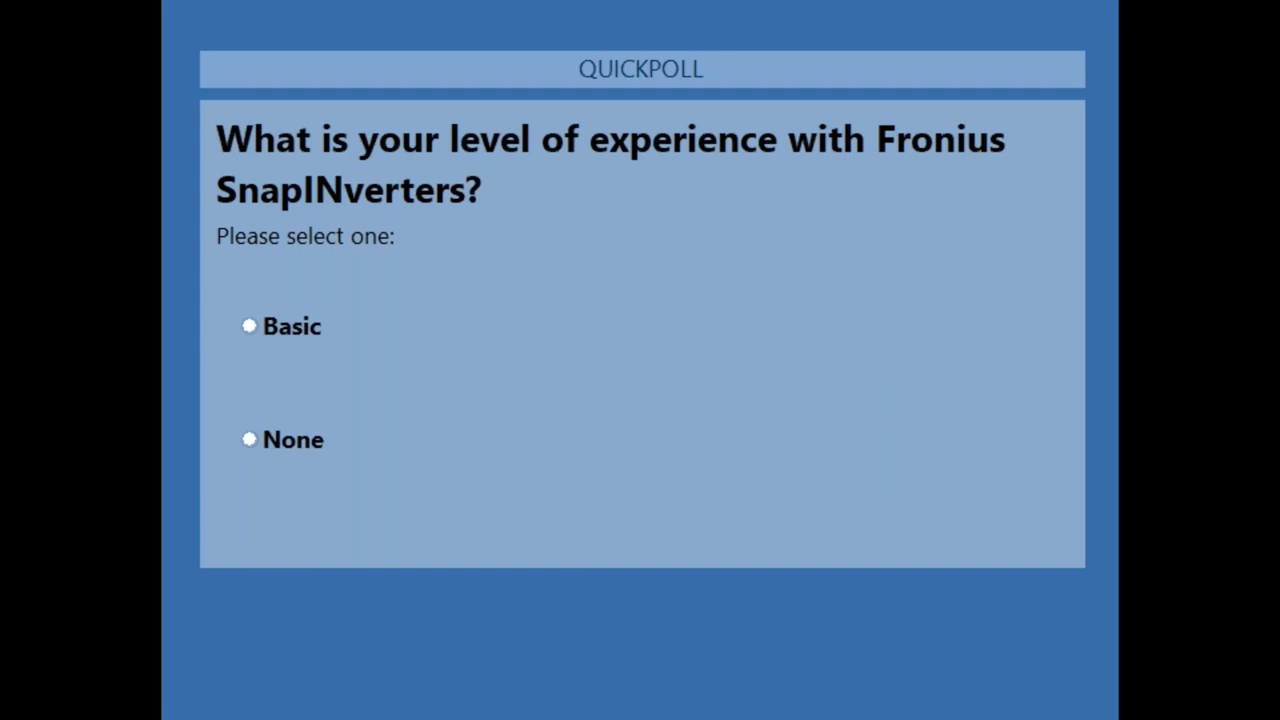 QUICKPOLL
What is your level of experience with Fronius
SnapINverters?
Please select one:
Basic
None